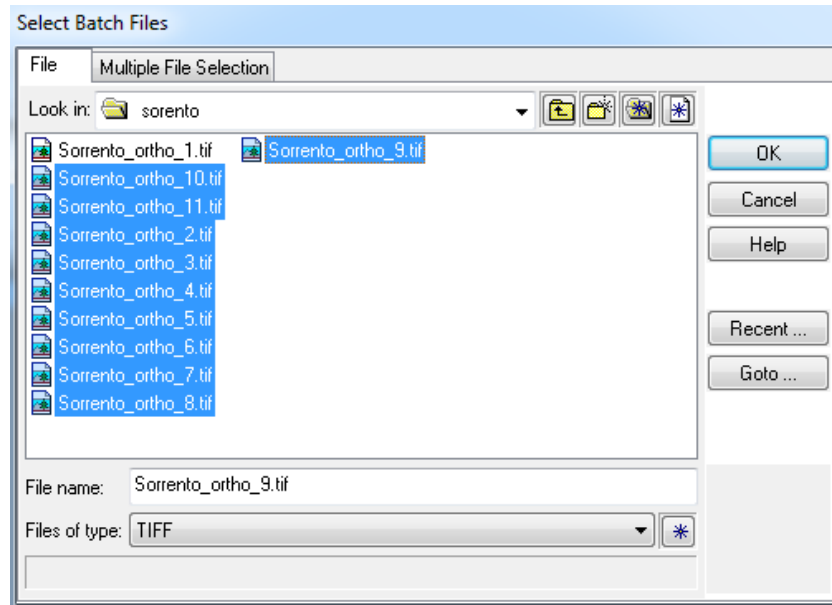 Select Batch Files
File Multiple File Selection
Look in: sorento
Sorrento_ortho_1.tif Sorrento_ortho_9.tif
Sorrento_ortho_10.tif
Sorrento_ortho_11.tif
Sorrento_ortho_2.tif
Sorrento_ortho_3.tif
Sorrento_ortho_4.tif
Sorrento_ortho_5.tif
Sorrento_ortho_6.tif
Sorrento_ortho_7.tif
Sorrento_ortho_8.tif
OK
Cancel
Help
Recent ...
Goto ...
File name: Sorrento_ortho_9.tif
Files of type: TIFF